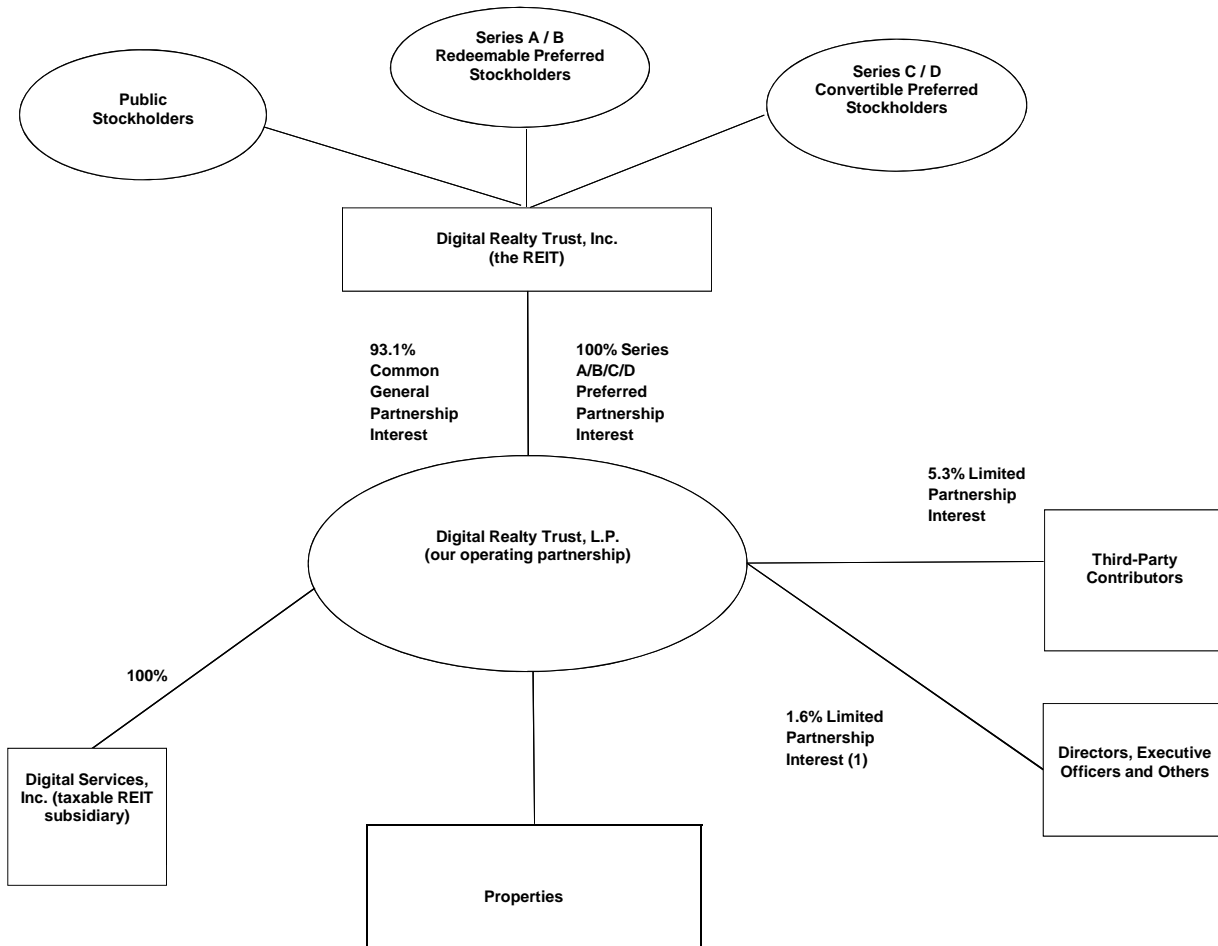 Series A / B
Redeemable Preferred
Stockholders
Public
Stockholders
Series C / D
Convertible Preferred
Stockholders
Digital Realty Trust, Inc.
(the REIT)
93.1%
Common
General
Partnership
Interest
100% Series
A/B/C/D
Preferred
Partnership
Interest
Digital Realty Trust, L.P.
(our operating partnership)
5.3% Limited
Partnership
Interest
Third-Party
Contributors
100%
1.6% Limited
Partnership
Interest (1)
Directors, Executive
Officers and Others
Digital Services,
Inc. (taxable REIT
subsidiary)
Properties